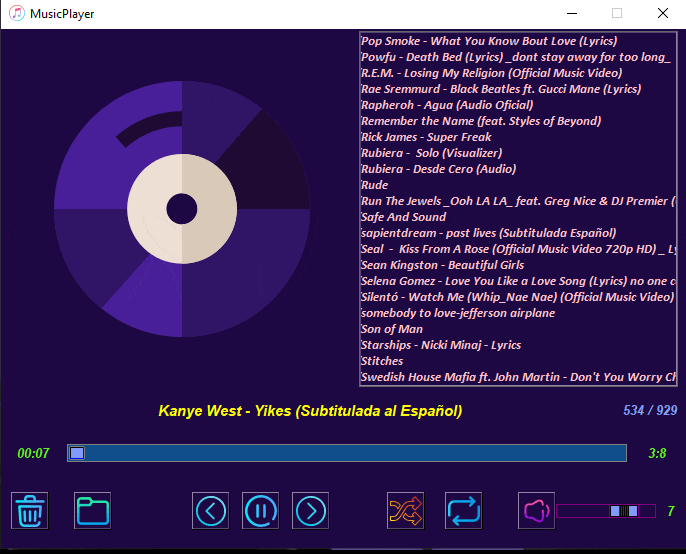 MusicPlayer
'Pop Smoke - What You Know Bout Love (Lyrics)
'Powfu - Death Bed (Lyrics) _dont stay away for too long_
'R.E.M. - Losing My Religion (Official Music Video)
'Rae Sremmurd - Black Beatles ft. Gucci Mane (Lyrics)
'Rapheroh - Agua (Audio Oficial)
'Remember the Name (feat. Styles of Beyond)
'Rick James - Super Freak
'Rubiera -  Solo (Visualizer)
'Rubiera - Desde Cero (Audio)
'Rude
'Run The Jewels _Ooh LA LA_ feat. Greg Nice & DJ Premier (
'Safe And Sound
'sapientdream - past lives (Subtitulada Español)
'Seal  -  Kiss From A Rose (Official Music Video 720p HD) _ Ly
'Sean Kingston - Beautiful Girls
'Selena Gomez - Love You Like a Love Song (Lyrics) no one c
'Silentó - Watch Me (Whip_Nae Nae) (Official Music Video)
'somebody to love-jefferson airplane
'Son of Man
'Starships - Nicki Minaj - Lyrics
'Stitches
'Swedish House Mafia ft. John Martin - Don't You Worry Ch
Kanye West - Yikes (Subtitulada al Español)
534 / 929
00:07
3:8
7